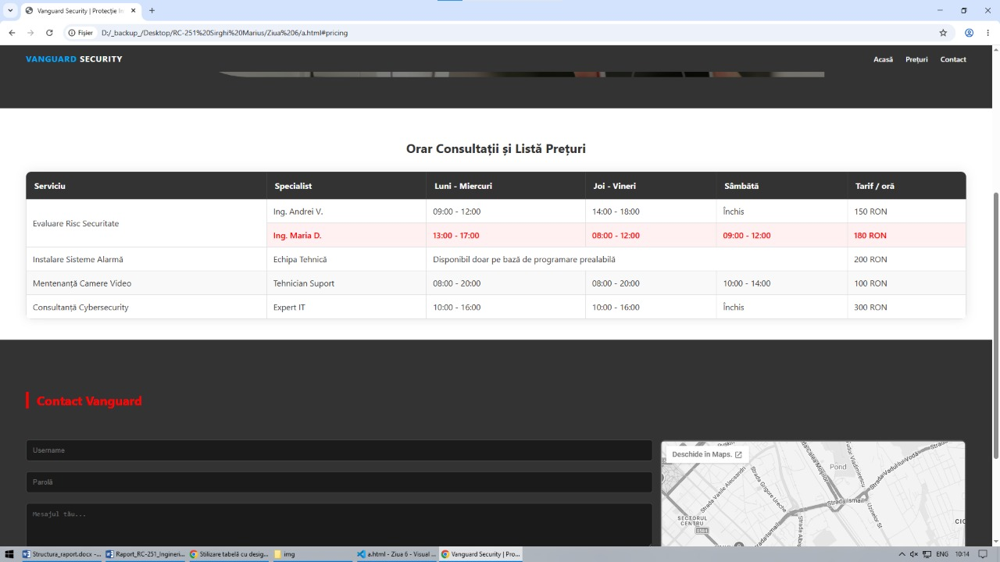 Vanguard Security | Protecție în
Fișier D:/_backup_/Desktop/RC-251%20Sirghi%20Marius/Ziua%206/a.html#pricing
VANGUARD SECURITY Acasă Prețuri Contact
Orar Consultații și Listă Prețuri
Serviciu Specialist Luni - Miercuri Joi - Vineri Sâmbătă Tarif / oră
Evaluare Risc Securitate Ing. Andrei V. 09:00 - 12:00 14:00 - 18:00 Închis 150 RON
Ing. Maria D. 13:00 - 17:00 08:00 - 12:00 09:00 - 12:00 180 RON
Instalare Sisteme Alarmă Echipa Tehnică Disponibil doar pe bază de programare prealabilă 200 RON
Mentenanță Camere Video Tehnician Suport 08:00 - 20:00 08:00 - 20:00 10:00 - 14:00 100 RON
Consultanță Cybersecurity Expert IT 10:00 - 16:00 10:00 - 16:00 Închis 300 RON
Contact Vanguard
Username
Parolă
Mesajul tău...
Deschide în Maps.
Pond
Strada Vasile Alecsandri
Strada Grigore Ureche
Strada Ismail
Strada Vadul lui Vodă
SECTORUL
CENTRU
Structura_raport.docx -... Raport_RC-251_Ingineri... Stilizare tabelă cu desig... img a.html - Ziua 6 - Visual ... Vanguard Security | Pro... ENG 10:14